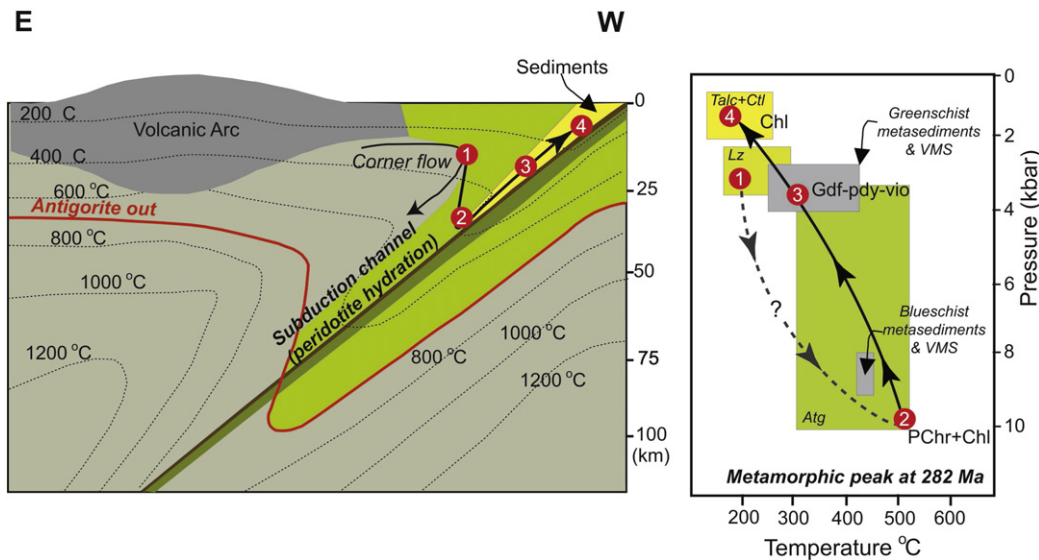 E
W
Sediments
0
200 C
Volcanic Arc
4
400 C
Corner flow
1
3
25
600 °C
2
Antigorite out
800 °C
50
1000 °C
Subduction channel
(peridotite hydration)
1000 °C
800 °C
75
1200 °C
1200 °C
100
(km)
0
Talc+Ctl
4
Chl
Greenschist
metasediments
& VMS
2
Lz
1
3
Gdf-pdy-vio
4
Pressure (kbar)
6
?
Blueschist
metasediments
& VMS
8
Atg
2
10
PChr+Chl
Metamorphic peak at 282 Ma
200
300
400
500
600
Temperature °C